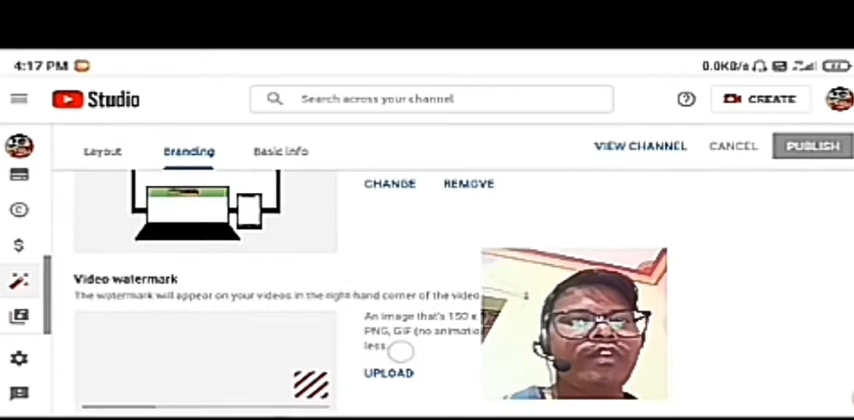 4:17 PM 0.0KB/s
Studio
Search across your channel
CREATE
Layout Branding Basic info
VIEW CHANNEL CANCEL PUBLISH
CHANGE REMOVE
Video watermark
The watermark will appear on your videos in the right-hand corner of the video
An image that's 150 x
PNG, GIF (no animatio
less.
UPLOAD